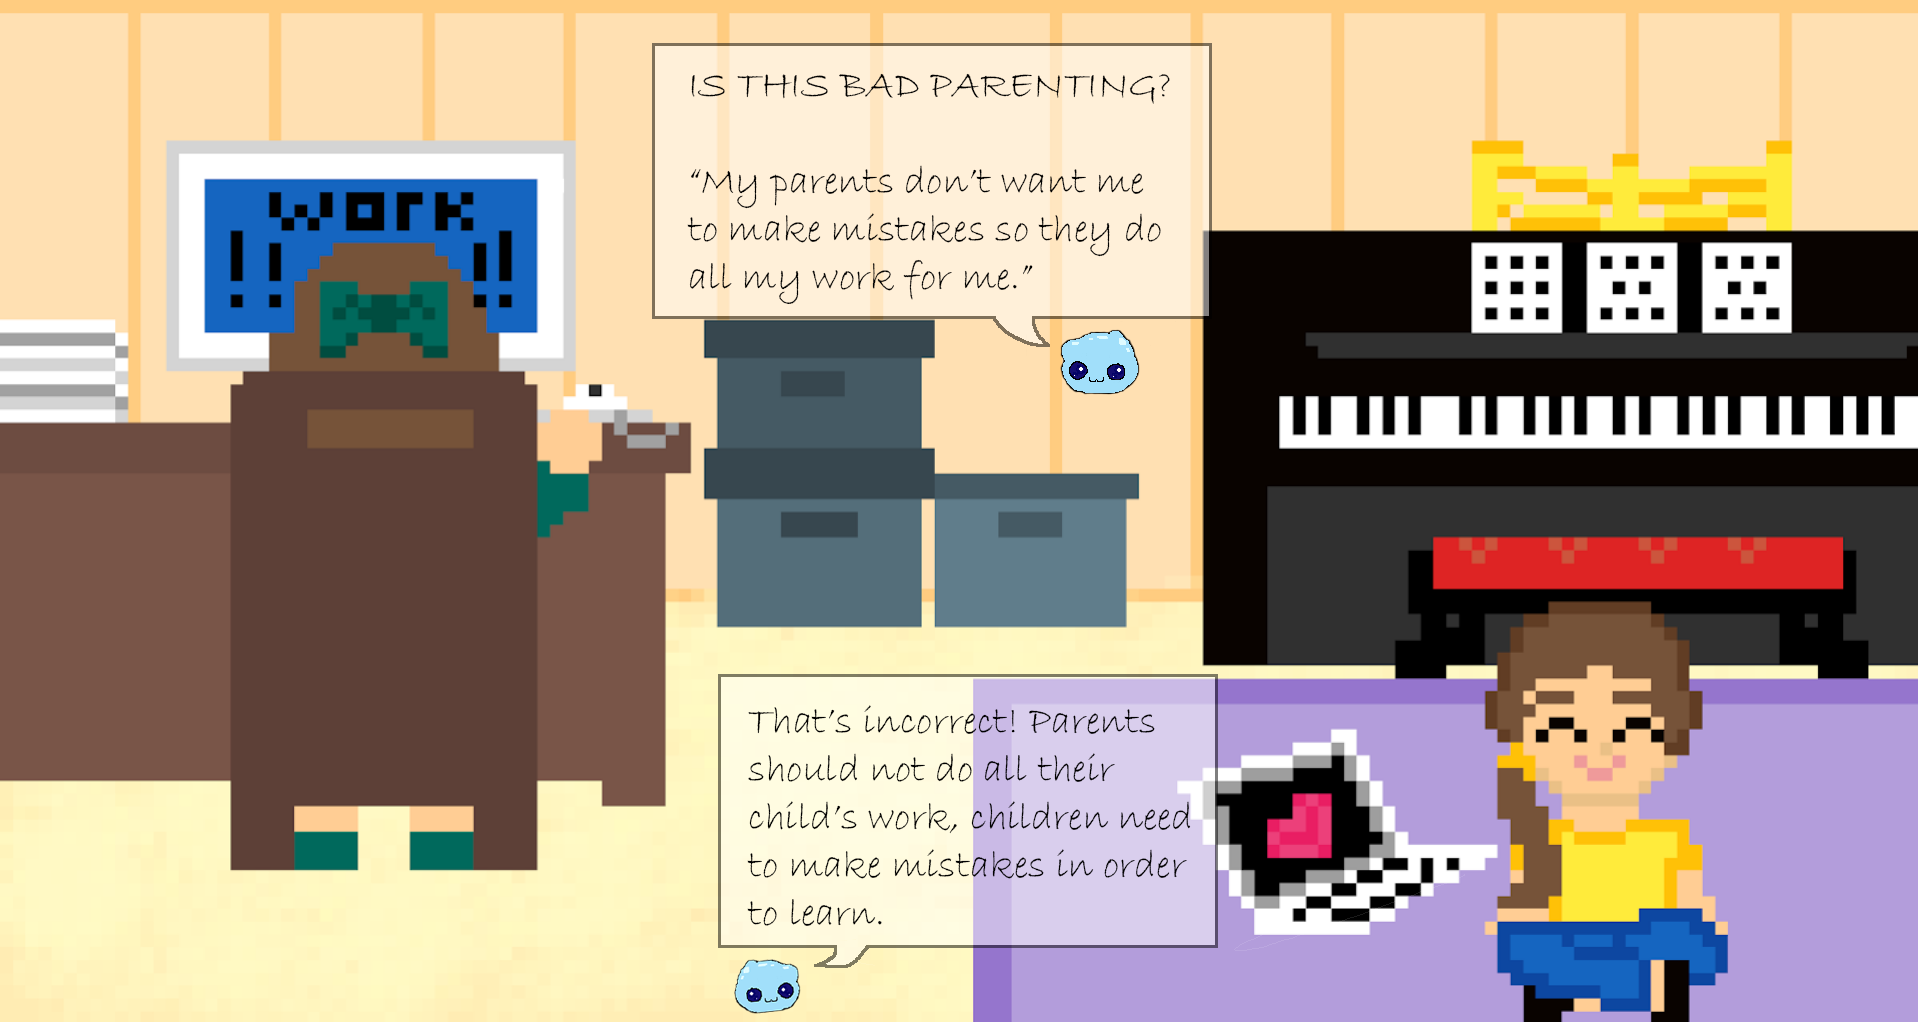 work
!! !!
IS THIS BAD PARENTING?
“My parents don’t want me
to make mistakes so they do
all my work for me.”
That’s incorrect! Parents
should not do all their
child’s work, children need
to make mistakes in order
to learn.